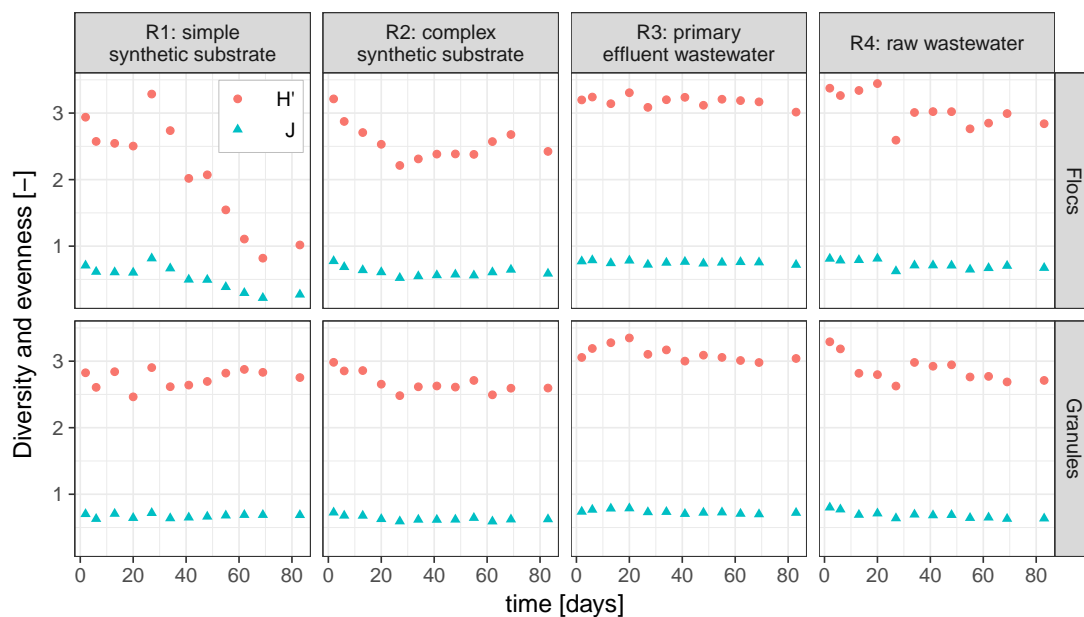 R1: simple
synthetic substrate
R2: complex
synthetic substrate
R3: primary
effluent wastewater
R4: raw wastewater
H'
J
Flocs
Granules
Diversity and evenness [−]
3
2
1
3
2
1
0 20 40 60 80
0 20 40 60 80
0 20 40 60 80
0 20 40 60 80
time [days]